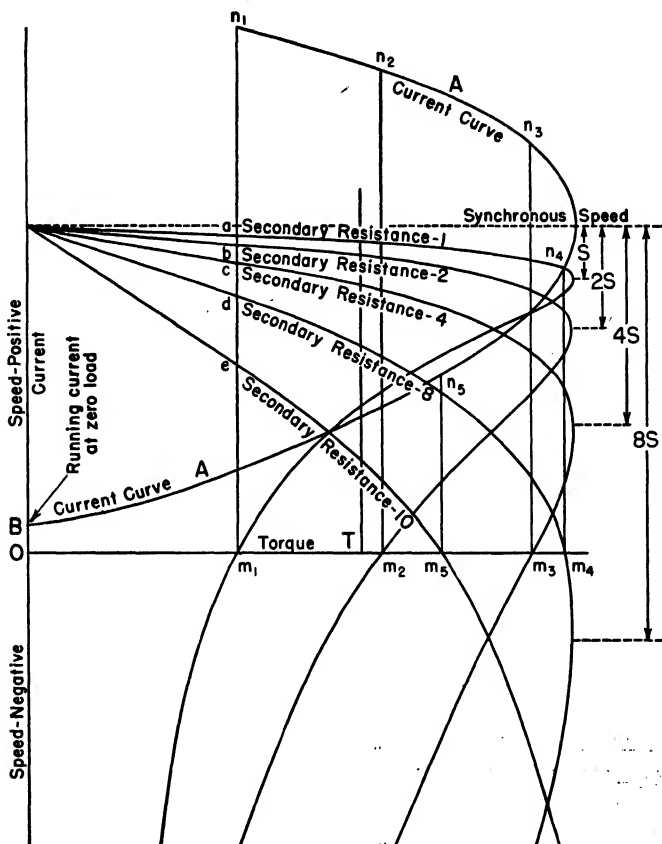 n₁
n₂
A
Current Curve
n₃
Synchronous Speed
a - Secondary Resistance-1
b - Secondary Resistance-2
c - Secondary Resistance-4
d - Secondary Resistance-8
e - Secondary Resistance-10
n₄
S
2S
4S
8S
n₅
Speed-Positive
Current
Running current
at zero load
A
Current Curve
B
O
Torque T
m₁
m₂
m₅
m₃
m₄
Speed-Negative